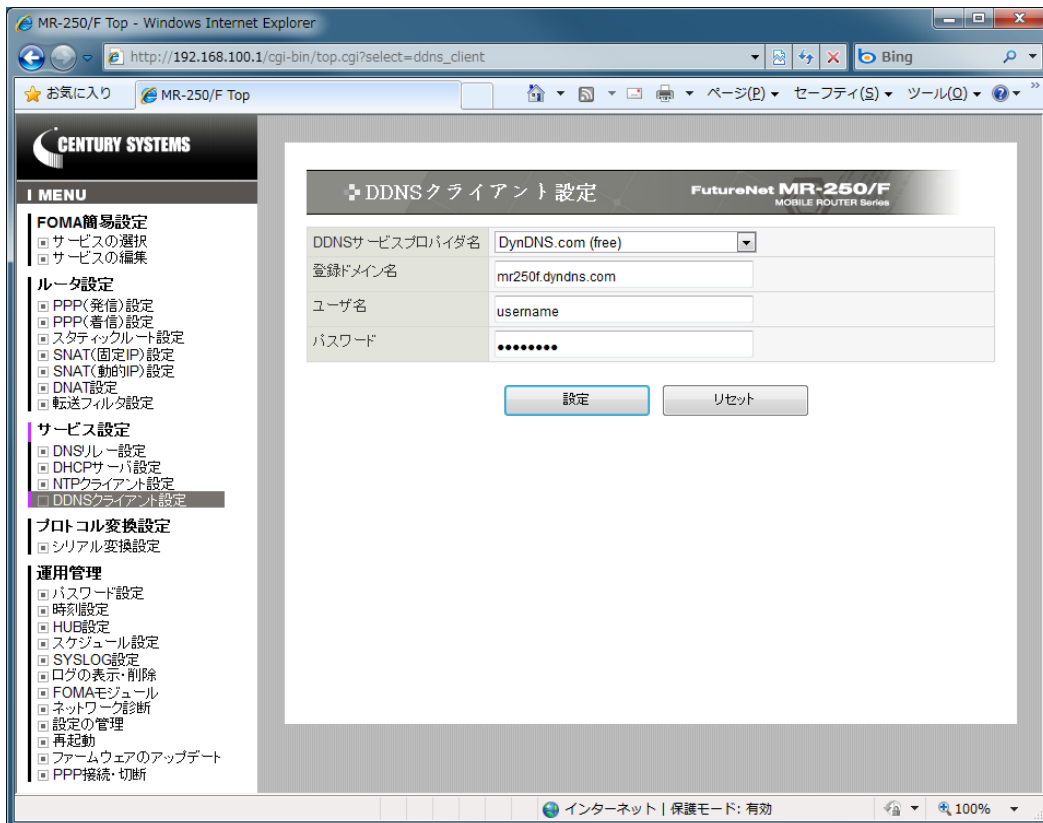 MR-250/F Top - Windows Internet Explorer
http://192.168.100.1/cgi-bin/top.cgi?select=ddns_client
Bing
お気に入り
MR-250/F Top
ページ(P)
セーフティ(S)
ツール(O)
CENTURY SYSTEMS
MENU
FOMA簡易設定
サービスの選択
サービスの編集
ルータ設定
PPP(発信)設定
PPP(着信)設定
スタティックルート設定
SNAT(固定IP)設定
SNAT(動的IP)設定
DNAT設定
転送フィルタ設定
サービス設定
DNSリレー設定
DHCPサーバ設定
NTPクライアント設定
DDNSクライアント設定
プロトコル変換設定
シリアル変換設定
運用管理
パスワード設定
時刻設定
HUB設定
スケジュール設定
SYSLOG設定
ログの表示・削除
FOMAモジュール
ネットワーク診断
設定の管理
再起動
ファームウェアのアップデート
PPP接続・切断
DDNSクライアント設定
FutureNet MR-250/F
MOBILE ROUTER Series
DDNSサービスプロバイダ名 DynDNS.com (free)
登録ドメイン名 mr250f.dyndns.com
ユーザ名 username
パスワード ●●●●●●●●
設定 リセット
インターネット | 保護モード: 有効
100%